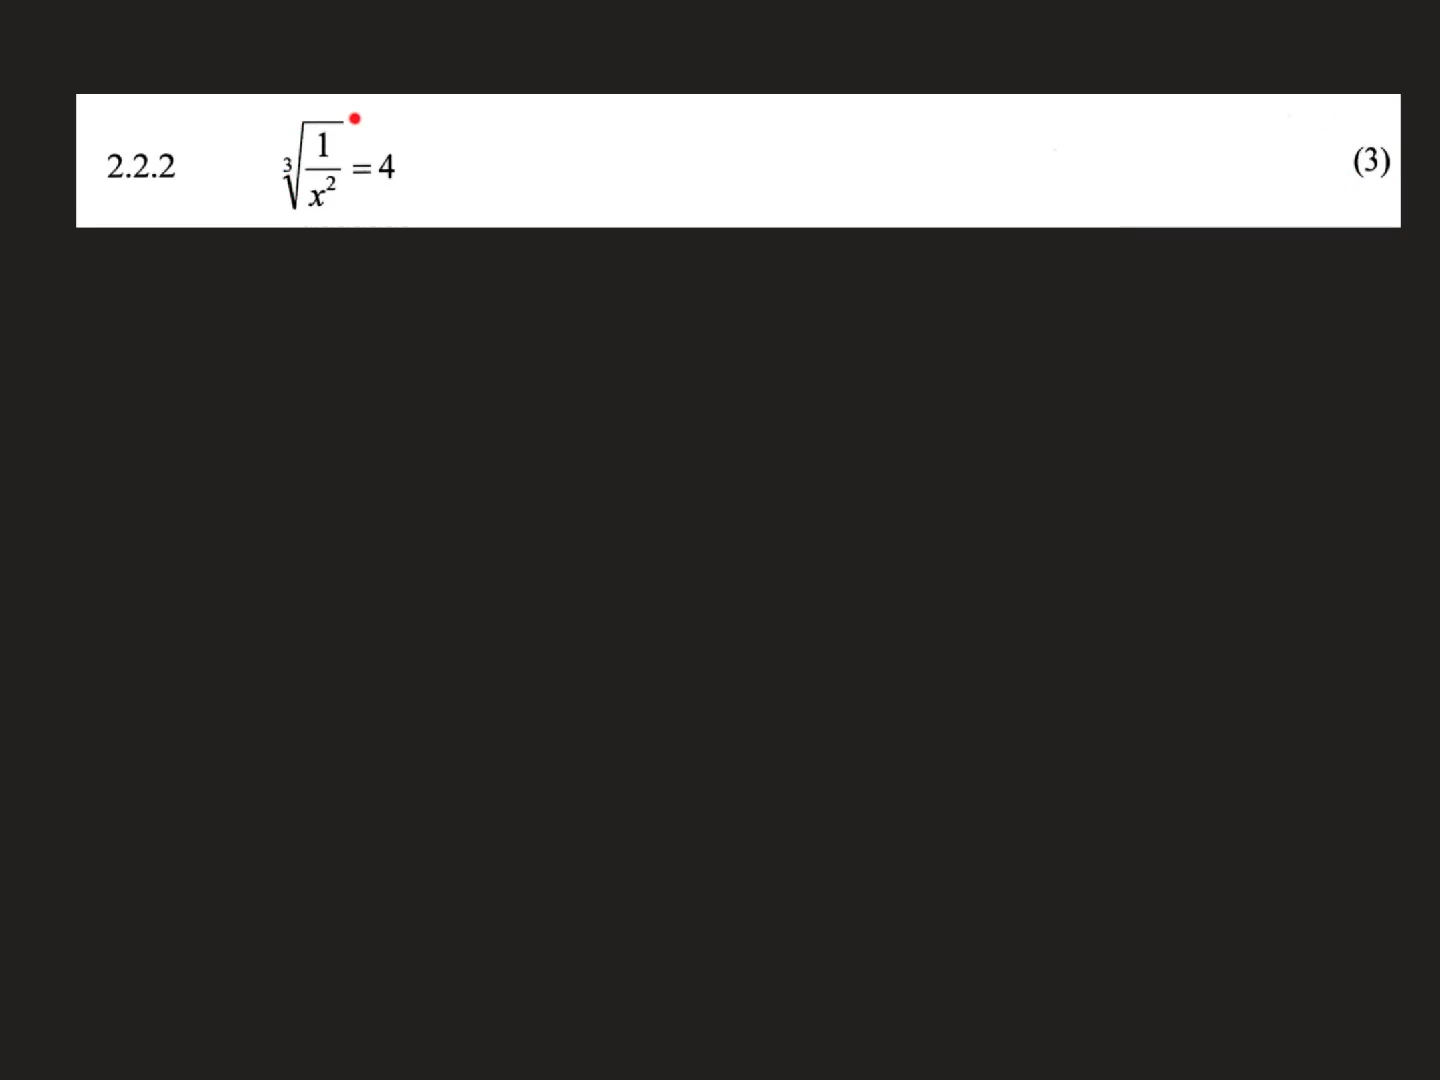 2.2.2 ∛(1/x²) = 4 (3)